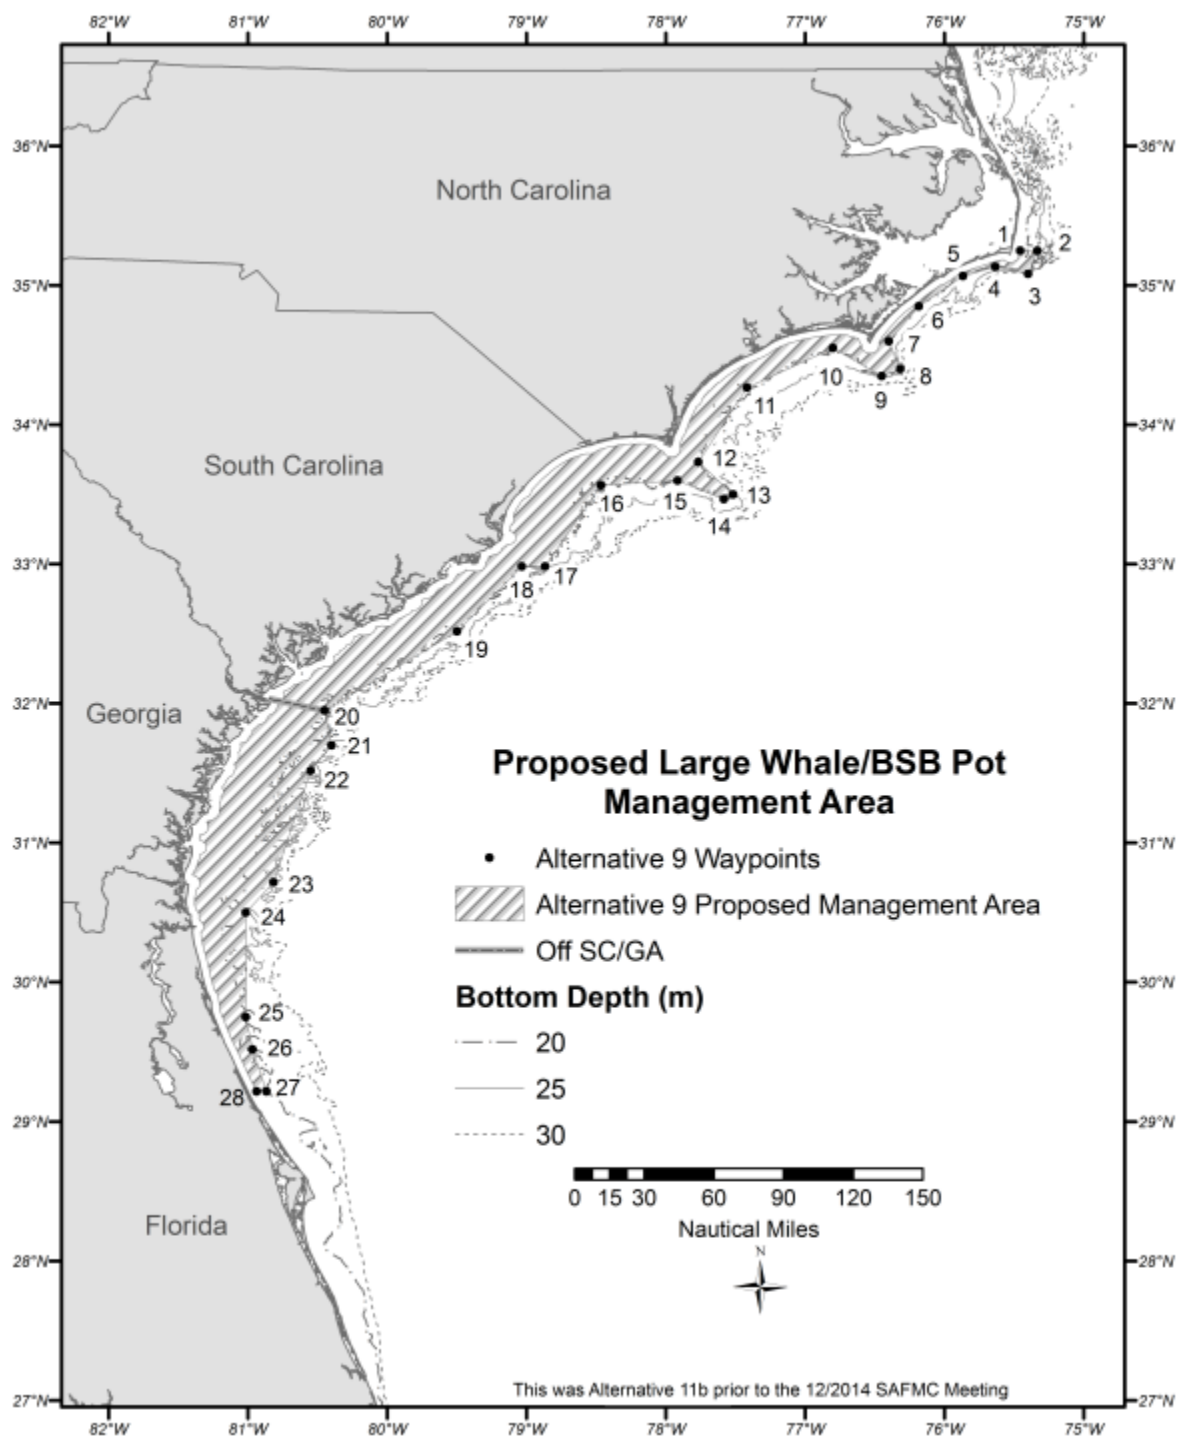 82°W 81°W 80°W 79°W 78°W 77°W 76°W 75°W
36°N 36°N
North Carolina
1 2
5
35°N 35°N
4 3
6
7
10 8
9
11
34°N 34°N
South Carolina
12
16 15 13
14
33°N 33°N
18 17
19
32°N 32°N
Georgia
20
21
22
Proposed Large Whale/BSB Pot
Management Area
Alternative 9 Waypoints
31°N 31°N
23
Alternative 9 Proposed Management Area
24
Off SC/GA
30°N 30°N
Bottom Depth (m)
25
20
26
25
28 27
29°N 29°N
30
0 15 30 60 90 120 150
Nautical Miles
Florida
N
28°N 28°N
This was Alternative 11b prior to the 12/2014 SAFMC Meeting
27°N 27°N
82°W 81°W 80°W 79°W 78°W 77°W 76°W 75°W